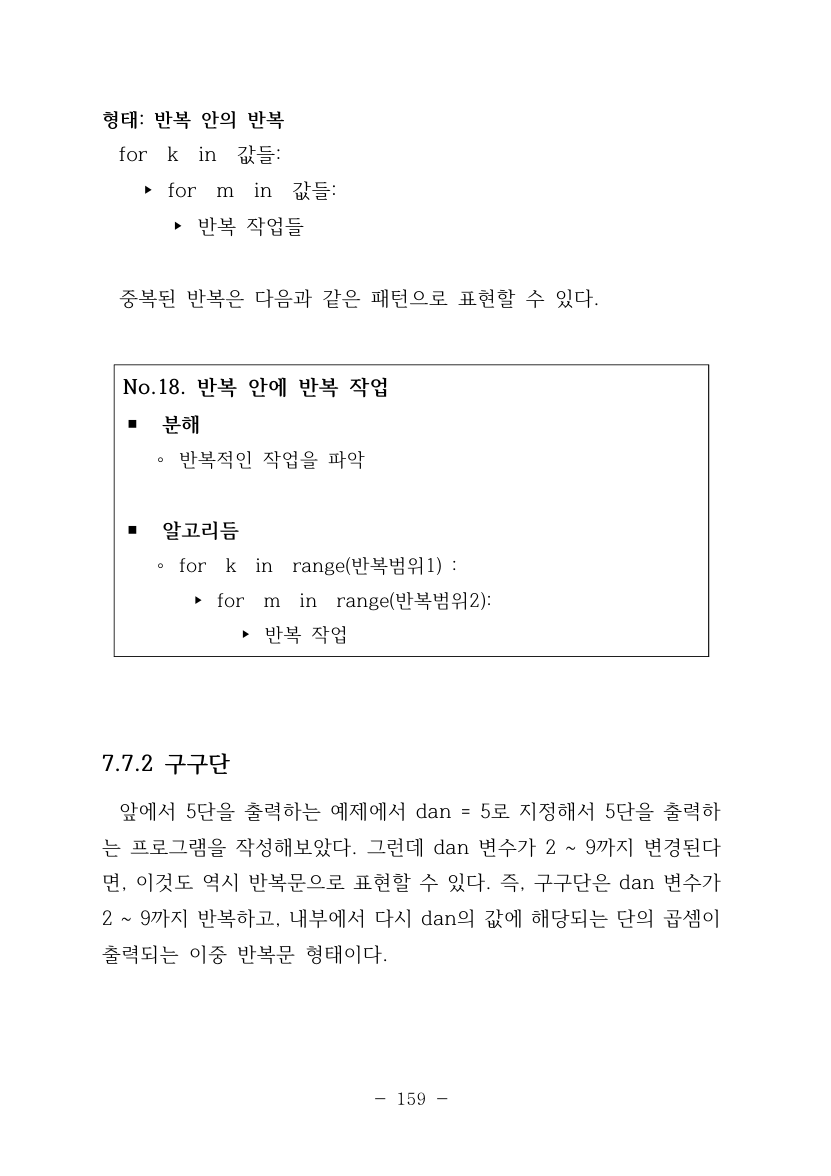 형태: 반복 안의 반복
for k in 값들:
▸ for m in 값들:
▸ 반복 작업들
중복된 반복은 다음과 같은 패턴으로 표현할 수 있다.
No.18. 반복 안에 반복 작업
■ 분해
◦ 반복적인 작업을 파악
■ 알고리듬
◦ for k in range(반복범위1) :
▸ for m in range(반복범위2):
▸ 반복 작업
7.7.2 구구단
앞에서 5단을 출력하는 예제에서 dan = 5로 지정해서 5단을 출력하
는 프로그램을 작성해보았다. 그런데 dan 변수가 2 ~ 9까지 변경된다
면, 이것도 역시 반복문으로 표현할 수 있다. 즉, 구구단은 dan 변수가
2 ~ 9까지 반복하고, 내부에서 다시 dan의 값에 해당되는 단의 곱셈이
출력되는 이중 반복문 형태이다.
- 159 -